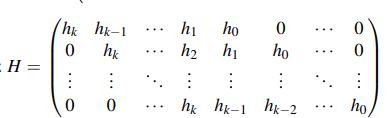 : H =
h_k h_{k−1} ⋯ h_1 h_0 0 ⋯ 0
0 h_k ⋯ h_2 h_1 h_0 ⋯ 0
⋮ ⋮ ⋱ ⋮ ⋮ ⋮ ⋱ ⋮
0 0 ⋯ h_k h_{k−1} h_{k−2} ⋯ h_0